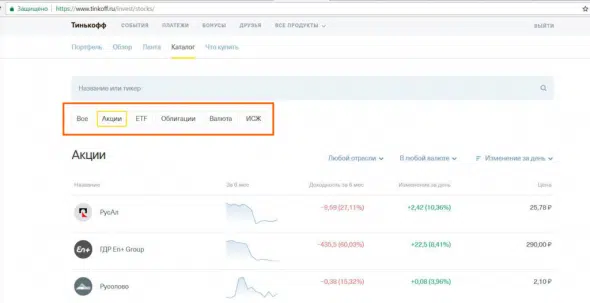 Защищено https://www.tinkoff.ru/invest/stocks/
Тинькофф СОБЫТИЯ ПЛАТЕЖИ БОНУСЫ ДРУЗЬЯ ВСЕ ПРОДУКТЫ ВЫЙТИ
Портфель Обзор Лента Каталог Что купить
Название или тикер
Все Акции ETF Облигации Валюта ИСЖ
Акции Любой отрасли В любой валюте Изменение за день
Название За 6 мес Доходность за 6 мес Изменение за день Цена
РусАл −9,59 (27,11%) +2,42 (10,36%) 25,78 ₽
En+ ГДР En+ Group −435,5 (60,03%) +22,5 (8,41%) 290,00 ₽
Русолово −0,38 (15,32%) +0,08 (3,96%) 2,10 ₽